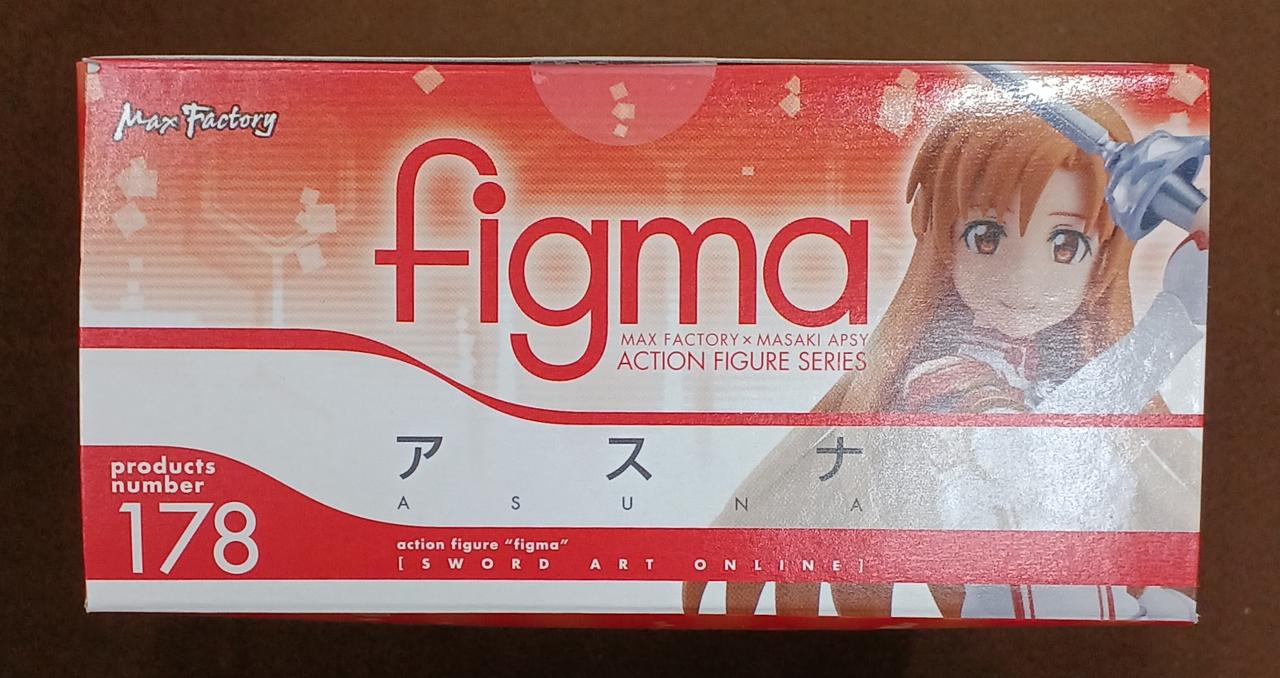 Max Factory
figma
MAX FACTORY×MASAKI APSY
ACTION FIGURE SERIES
アスナ
ASUNA
products
number
178
action figure “figma”
[SWORD ART ONLINE]